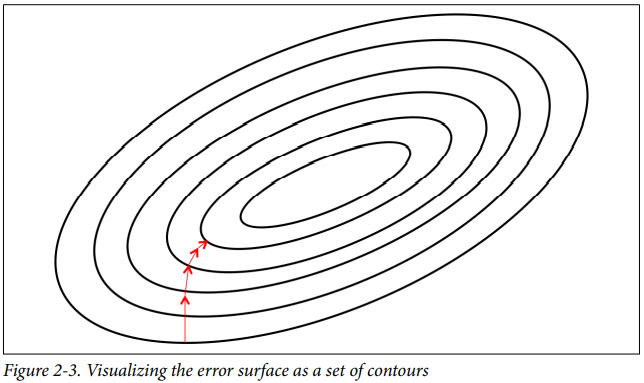 Figure 2-3. Visualizing the error surface as a set of contours